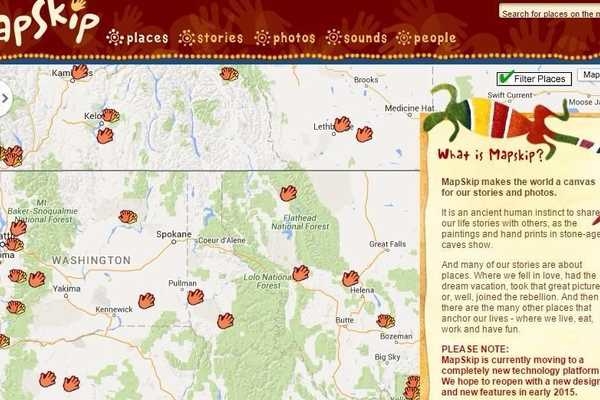 MapSkip
places stories photos sounds people
Search for places on the m
Kam
Brooks
Filter Places
Map
Swift Current
Medicine Hat
Moose Ja
Kelo
Lethb
What is Mapskip?
MapSkip makes the world a canvas
for our stories and photos.
Mt
Baker-Snoqualmie
National Forest
Flathead
National Forest
It is an ancient human instinct to share
our life stories with others, as the
paintings and hand prints in stone-age
caves show.
Spokane
Coeur d'Alene
Great Falls
WASHINGTON
Lolo National
Forest
And many of our stories are about
places. Where we fell in love, had the
dream vacation, took that great picture
or, well, joined the rebellion. And then
there are the many other places that
anchor our lives - where we live, eat,
work and have fun.
Yakima
Pullman
Helena
Kennewick
Butte
Bozeman
Big Sky
PLEASE NOTE:
MapSkip is currently moving to a
completely new technology platform
We hope to reopen with a new design
and new features in early 2015.